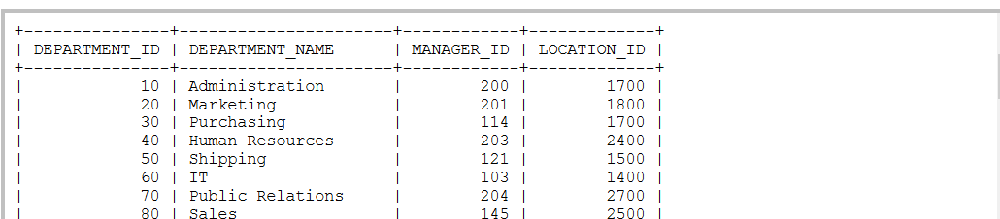 +---------------+----------------------+------------+-------------+
| DEPARTMENT_ID | DEPARTMENT_NAME      | MANAGER_ID | LOCATION_ID |
+---------------+----------------------+------------+-------------+
|            10 | Administration       |        200 |        1700 |
|            20 | Marketing            |        201 |        1800 |
|            30 | Purchasing           |        114 |        1700 |
|            40 | Human Resources      |        203 |        2400 |
|            50 | Shipping             |        121 |        1500 |
|            60 | IT                   |        103 |        1400 |
|            70 | Public Relations     |        204 |        2700 |
|            80 | Sales                |        145 |        2500 |